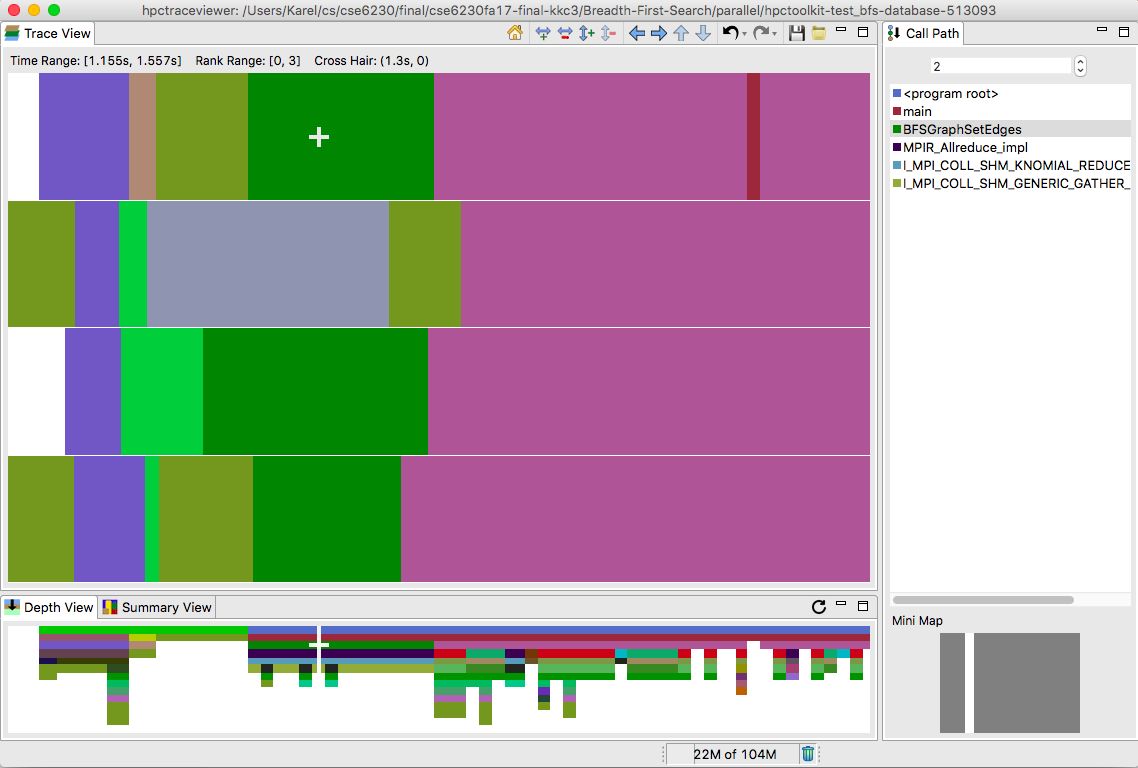 hpctraceviewer: /Users/Karel/cs/cse6230/final/cse6230fa17-final-kkc3/Breadth-First-Search/parallel/hpctoolkit-test_bfs-database-513093
Trace View
Time Range: [1.155s, 1.557s] Rank Range: [0, 3] Cross Hair: (1.3s, 0)
Call Path
2
<program root>
main
BFSGraphSetEdges
MPIR_Allreduce_impl
I_MPI_COLL_SHM_KNOMIAL_REDUCE
I_MPI_COLL_SHM_GENERIC_GATHER_
Depth View
Summary View
Mini Map
22M of 104M